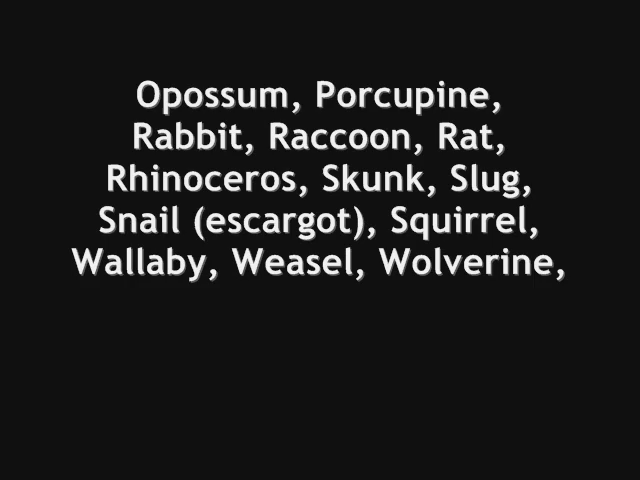 Opossum, Porcupine,
Rabbit, Raccoon, Rat,
Rhinoceros, Skunk, Slug,
Snail (escargot), Squirrel,
Wallaby, Weasel, Wolverine,